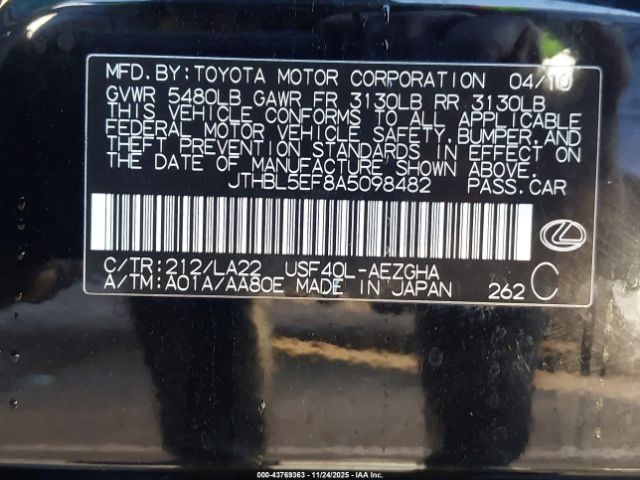 MFD. BY: TOYOTA MOTOR CORPORATION 04/10
GVWR 5480LB GAWR FR 3130LB RR 3130LB
THIS VEHICLE CONFORMS TO ALL APPLICABLE
FEDERAL MOTOR VEHICLE SAFETY, BUMPER, AND
THEFT PREVENTION STANDARDS IN EFFECT ON
THE DATE OF MANUFACTURE SHOWN ABOVE.
JTHBL5EF8A5098482 PASS. CAR
C/TR: 212/LA22 USF40L-AEZGHA
A/TM: A01A/AA80E MADE IN JAPAN 262 C
000-43769363 - 11/24/2025 - IAA Inc.